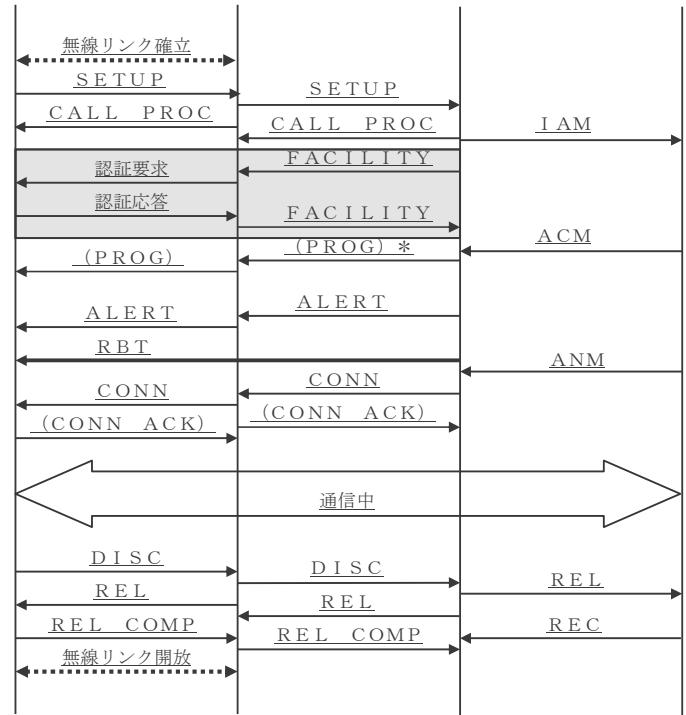 無線リンク確立
ＳＥＴＵＰ
ＳＥＴＵＰ
ＣＡＬＬ　ＰＲＯＣ
ＣＡＬＬ　ＰＲＯＣ
ＩＡＭ
ＦＡＣＩＬＩＴＹ
認証要求
認証応答
ＦＡＣＩＬＩＴＹ
ＡＣＭ
（ＰＲＯＧ）＊
（ＰＲＯＧ）
ＡＬＥＲＴ
ＡＬＥＲＴ
ＲＢＴ
ＡＮＭ
ＣＯＮＮ
ＣＯＮＮ
（ＣＯＮＮ　ＡＣＫ）
（ＣＯＮＮ　ＡＣＫ）
通信中
ＤＩＳＣ
ＤＩＳＣ
ＲＥＬ
ＲＥＬ
ＲＥＬ
ＲＥＬ　ＣＯＭＰ
ＲＥＬ　ＣＯＭＰ
ＲＥＣ
無線リンク開放